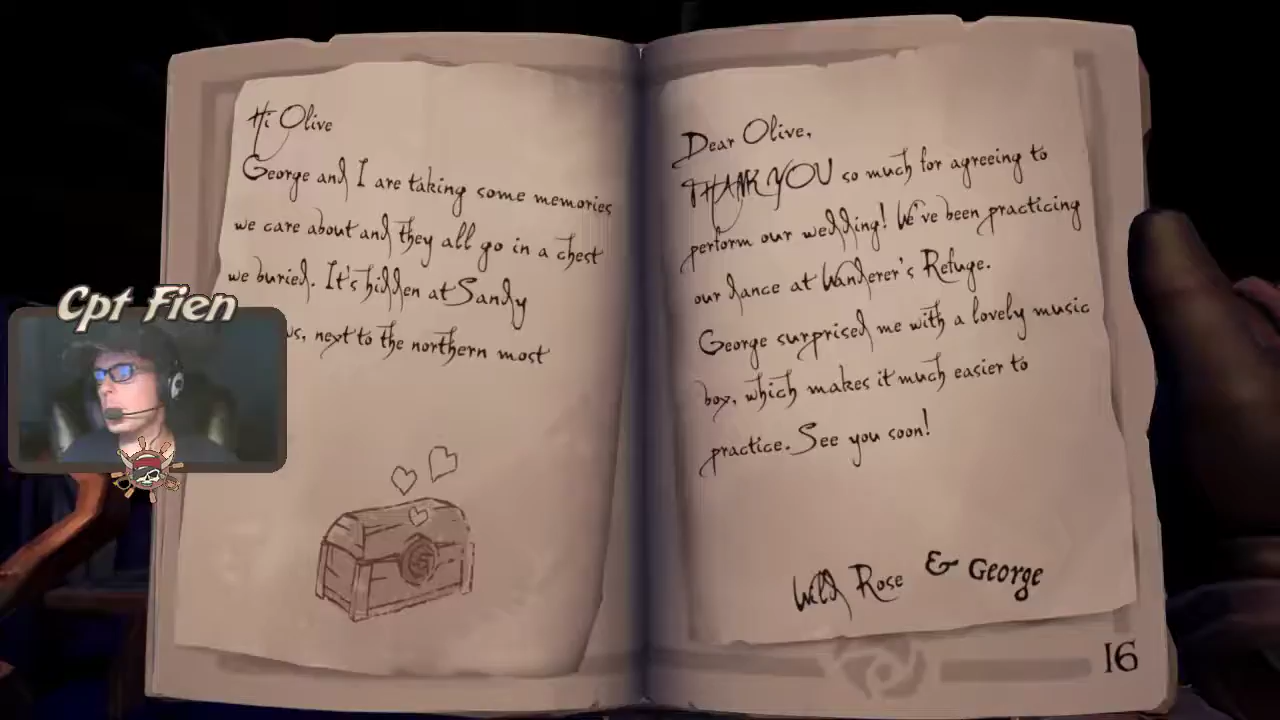 Hi Olive
George and I are taking some memories
we care about and they all go in a chest
we buried. It's hidden at Sandy
next to the northern most
Dear Olive,
THANK YOU so much for agreeing to
perform our wedding! We've been practicing
our dance at Wanderer's Refuge.
George surprised me with a lovely music
box, which makes it much easier to
practice. See you soon!
Wild Rose & George
16
Cpt Fien